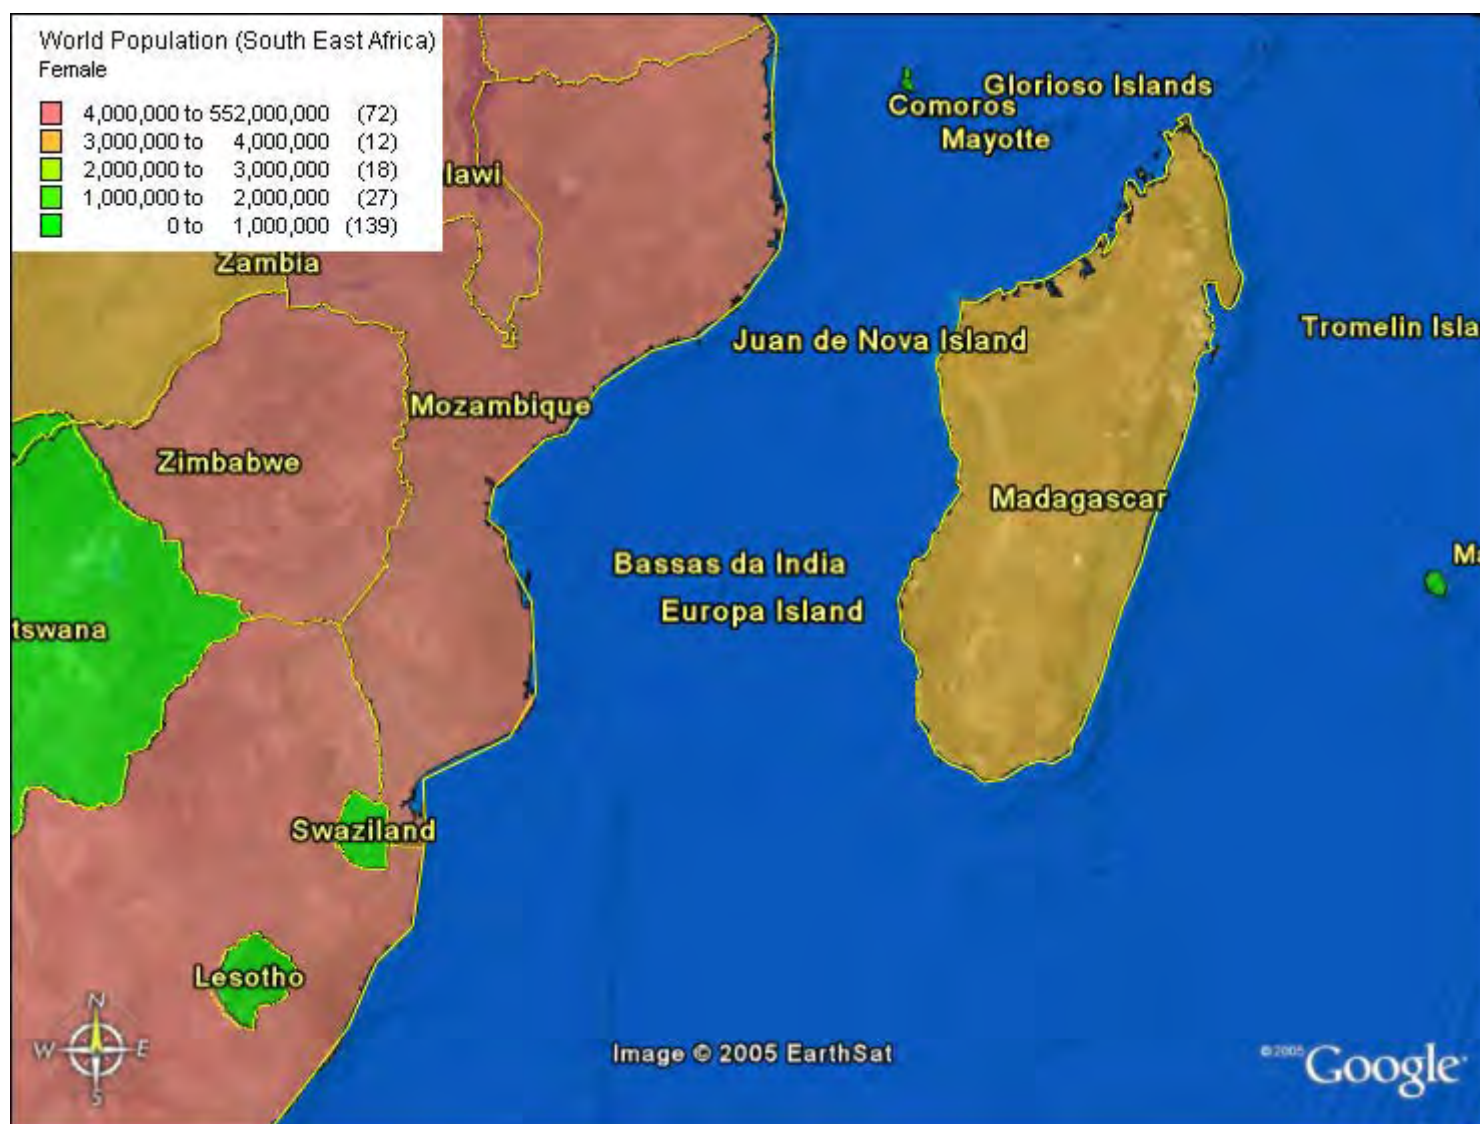 World Population (South East Africa)
Female
4,000,000 to 552,000,000 (72)
3,000,000 to 4,000,000 (12)
2,000,000 to 3,000,000 (18)
1,000,000 to 2,000,000 (27)
0 to 1,000,000 (139)
Glorioso Islands
Comoros
Mayotte
lawi
Zambia
Juan de Nova Island
Tromelin Isla
Mozambique
Zimbabwe
Madagascar
Bassas da India
Ma
Europa Island
tswana
Swaziland
Lesotho
N
W E
S
Image © 2005 EarthSat
©2005 Google